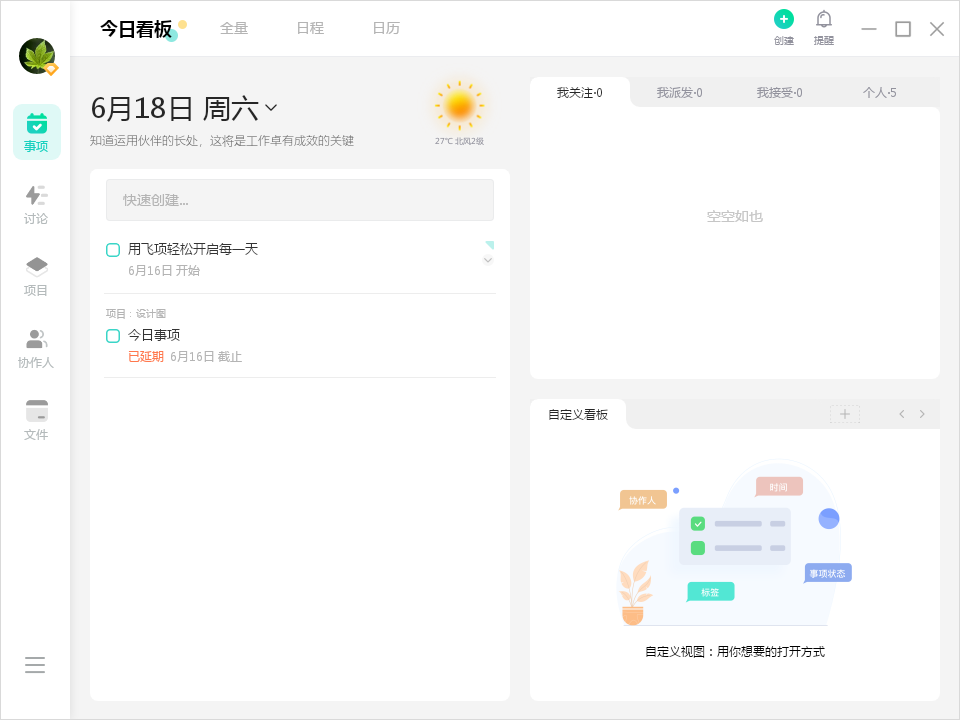 今日看板
全量
日程
日历
创建
提醒
事项
讨论
项目
协作人
文件
6月18日 周六
知道运用伙伴的长处，这将是工作卓有成效的关键
27℃ 北风2级
快速创建...
用飞项轻松开启每一天
6月16日 开始
项目：设计图
今日事项
已延期 6月16日 截止
我关注·0
我派发·0
我接受·0
个人·5
空空如也
自定义看板
协作人
时间
事项状态
标签
自定义视图：用你想要的打开方式